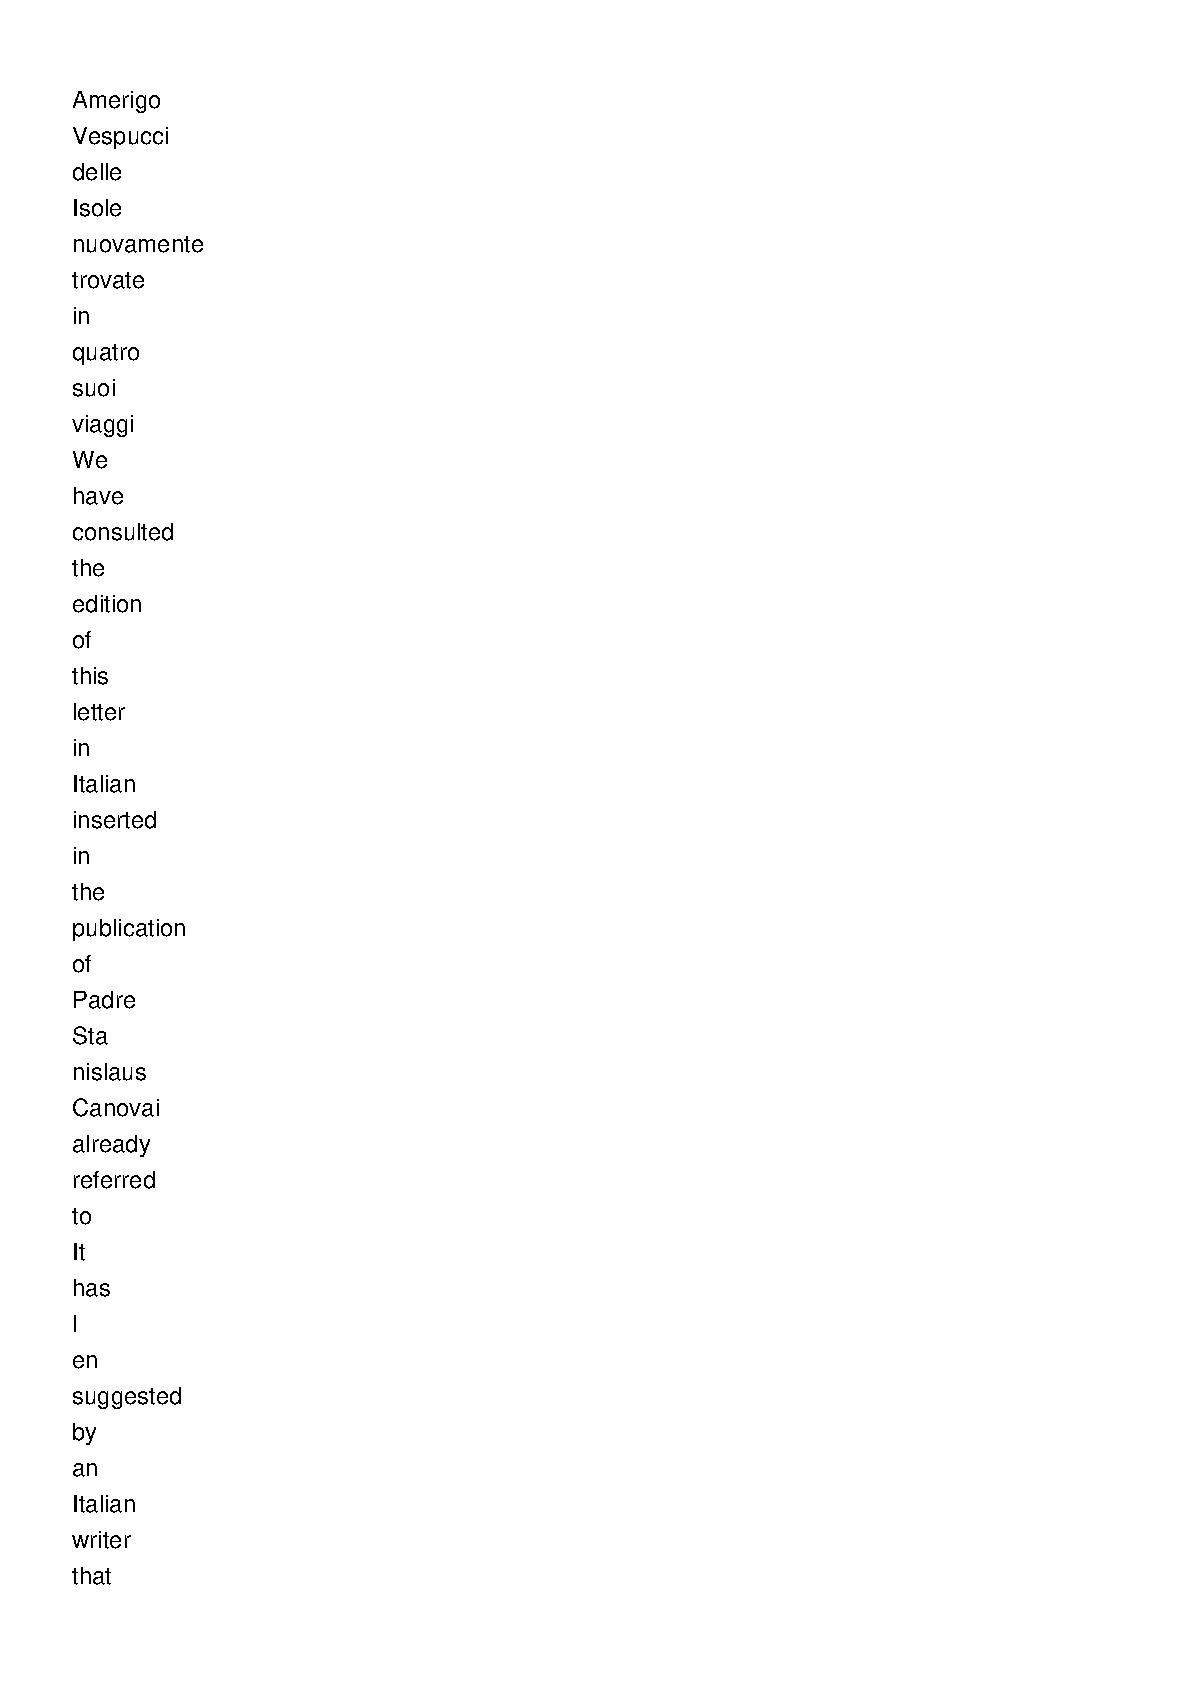 Amerigo
Vespucci
delle
Isole
nuovamente
trovate
in
quatro
suoi
viaggi
We
have
consulted
the
edition
of
this
letter
in
Italian
inserted
in
the
publication
of
Padre
Sta
nislaus
Canovai
already
referred
to
It
has
I
en
suggested
by
an
Italian
writer
that